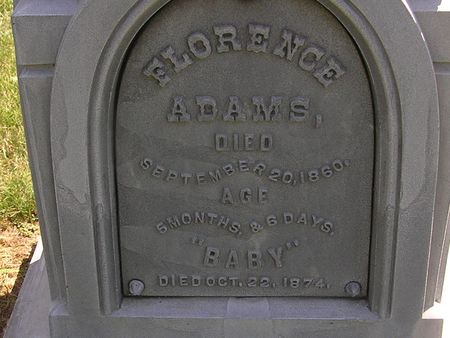 FLORENCE
ADAMS,
DIED
SEPTEMBER 20, 1860.
AGE
5 MONTHS, & 6 DAYS.
"BABY"
DIED OCT. 22, 1874.